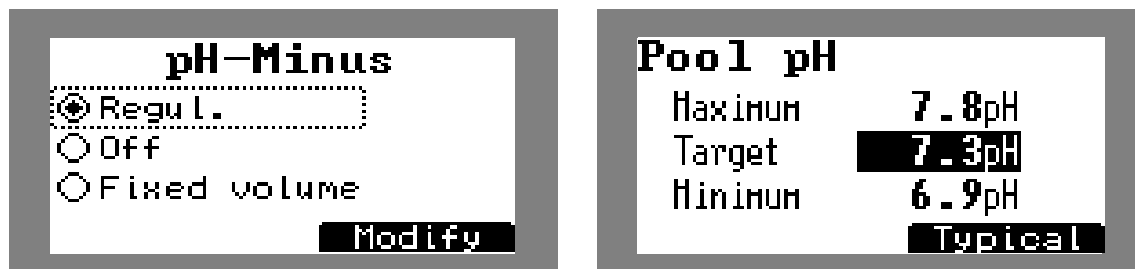 pH-Minus
Regul.
Off
Fixed volume
Modify
Pool pH
Maximum 7.8pH
Target 7.3pH
Minimum 6.9pH
Typical